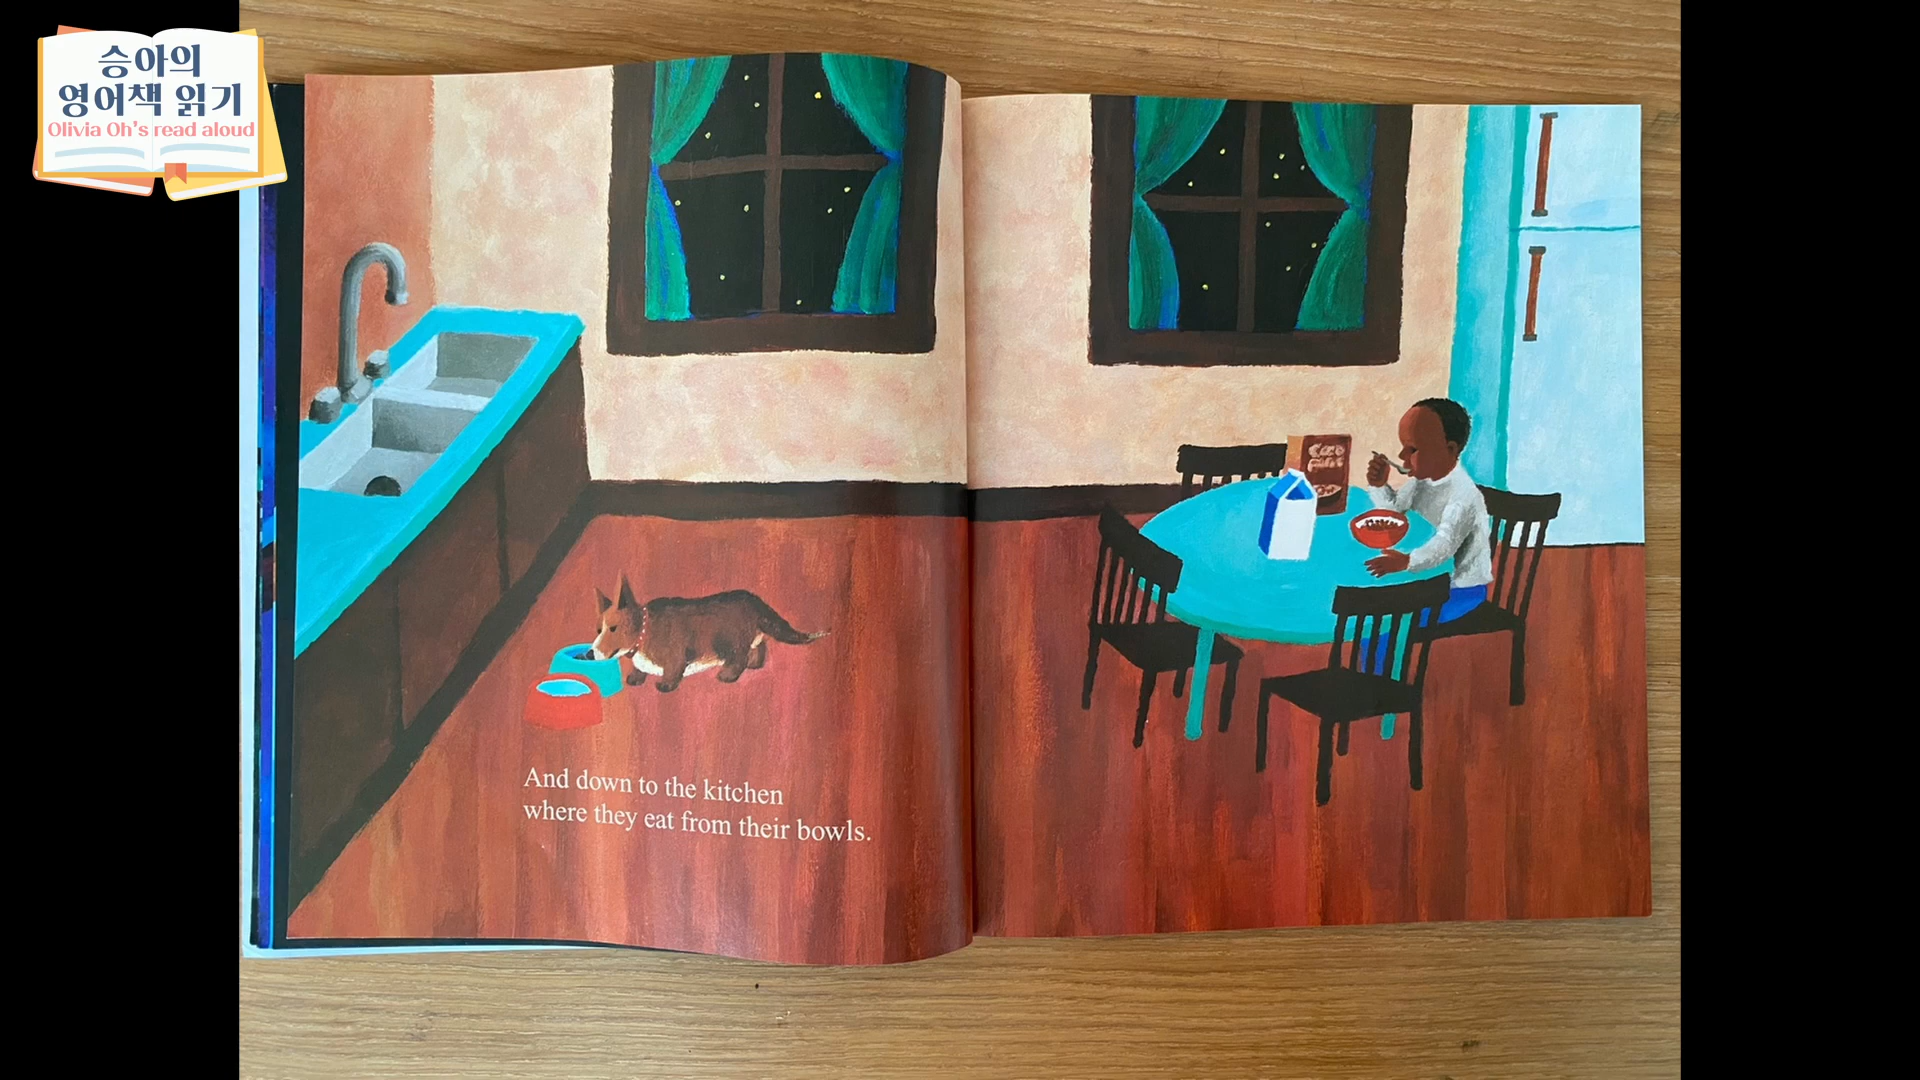 승아의
영어책 읽기
Olivia Oh's read aloud
And down to the kitchen
where they eat from their bowls.